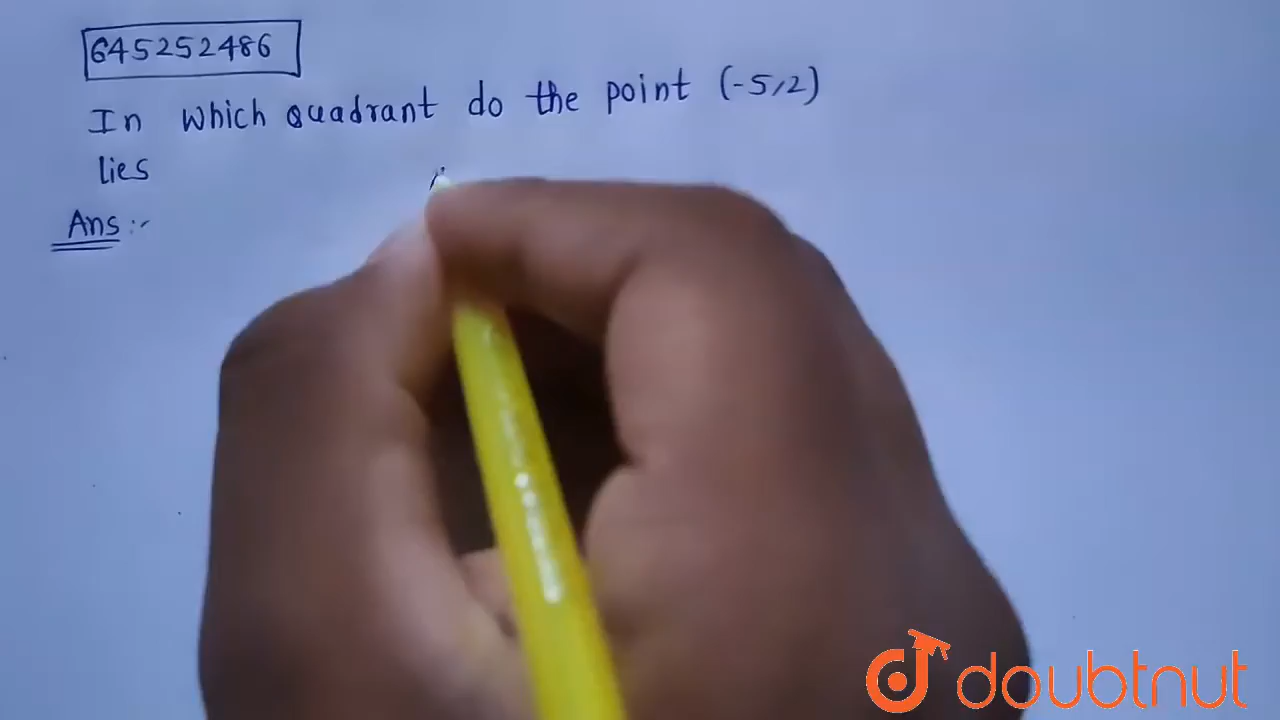 645252486
In which quadrant do the point (-5,2)
lies
Ans :-
doubtnut